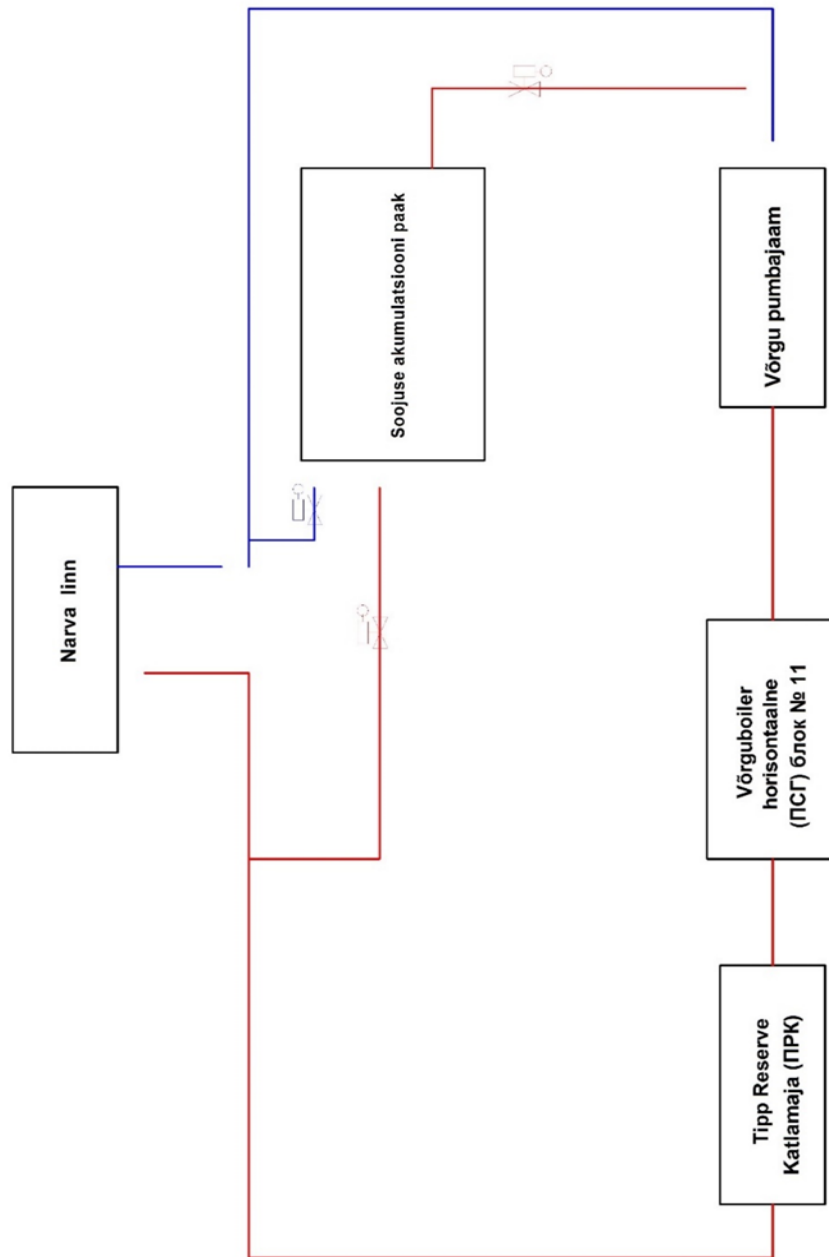 Narva linn
Soojuse akumulatsiooni paak
Võrgu pumbajaam
Võrguboiler
horisontaalne
(ПСГ) блок № 11
Tipp Reserve
Katlamaja (ПРК)